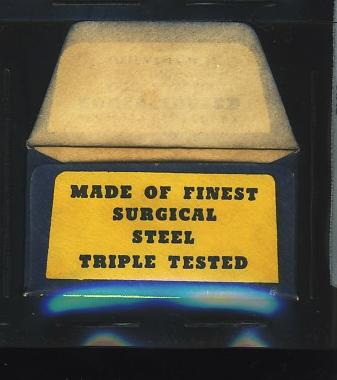 MADE OF FINEST
SURGICAL
STEEL
TRIPLE TESTED